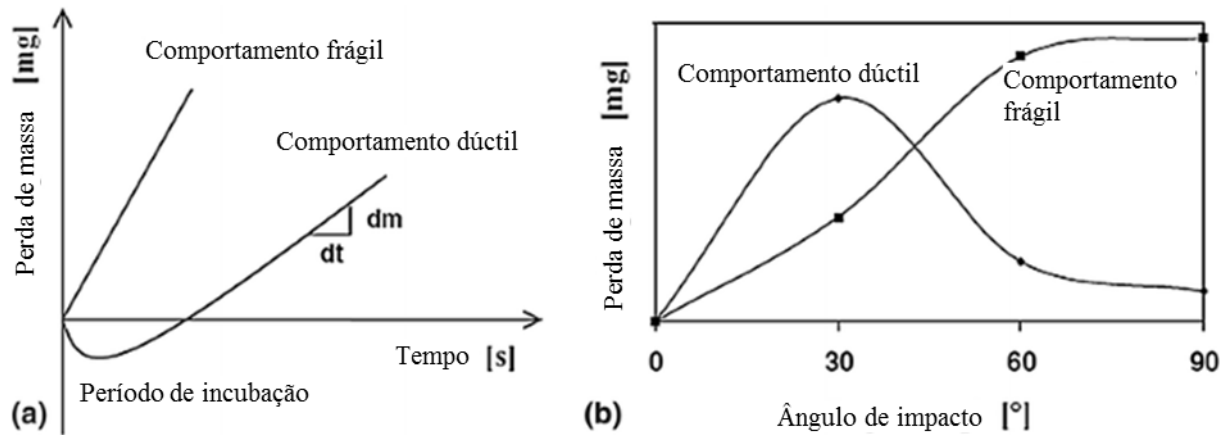 Perda de massa [mg]
Comportamento frágil
Comportamento dúctil
dm
dt
Tempo [s]
Período de incubação
(a)
Perda de massa [mg]
Comportamento dúctil
Comportamento
frágil
0 30 60 90
Ângulo de impacto [°]
(b)